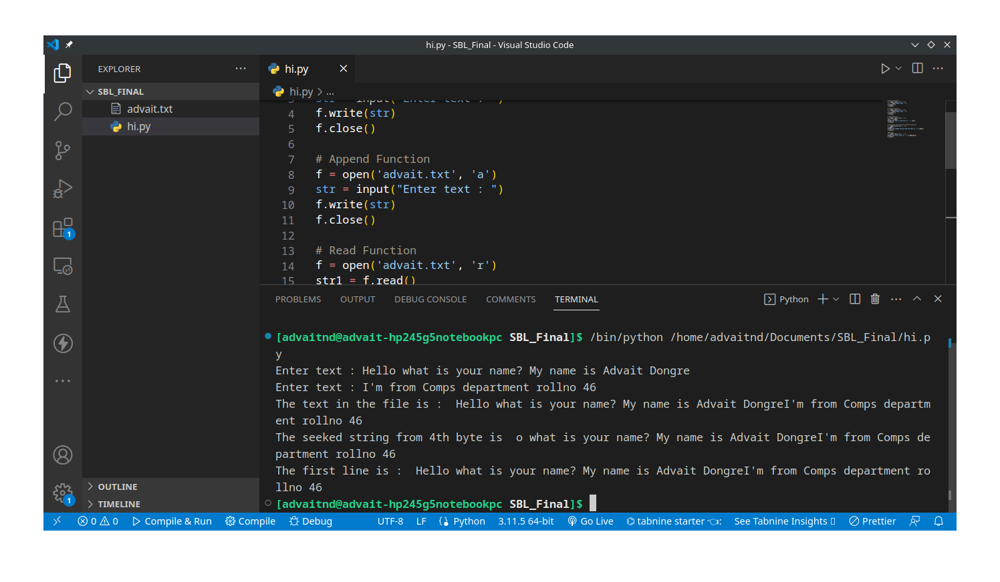 hi.py - SBL_Final - Visual Studio Code
EXPLORER
SBL_FINAL
advait.txt
hi.py
OUTLINE
TIMELINE
hi.py
hi.py > ...
3 str = input("Enter text : ")
4 f.write(str)
5 f.close()
6
7 # Append Function
8 f = open('advait.txt', 'a')
9 str = input("Enter text : ")
10 f.write(str)
11 f.close()
12
13 # Read Function
14 f = open('advait.txt', 'r')
15 str1 = f.read()
PROBLEMS OUTPUT DEBUG CONSOLE COMMENTS TERMINAL Python
[advaitnd@advait-hp245g5notebookpc SBL_Final]$ /bin/python /home/advaitnd/Documents/SBL_Final/hi.p
y
Enter text : Hello what is your name? My name is Advait Dongre
Enter text : I'm from Comps department rollno 46
The text in the file is :  Hello what is your name? My name is Advait DongreI'm from Comps departm
ent rollno 46
The seeked string from 4th byte is  o what is your name? My name is Advait DongreI'm from Comps de
partment rollno 46
The first line is :  Hello what is your name? My name is Advait DongreI'm from Comps department ro
llno 46
[advaitnd@advait-hp245g5notebookpc SBL_Final]$
1
1
0 0 Compile & Run Compile Debug UTF-8 LF Python 3.11.5 64-bit Go Live tabnine starter See Tabnine Insights Prettier